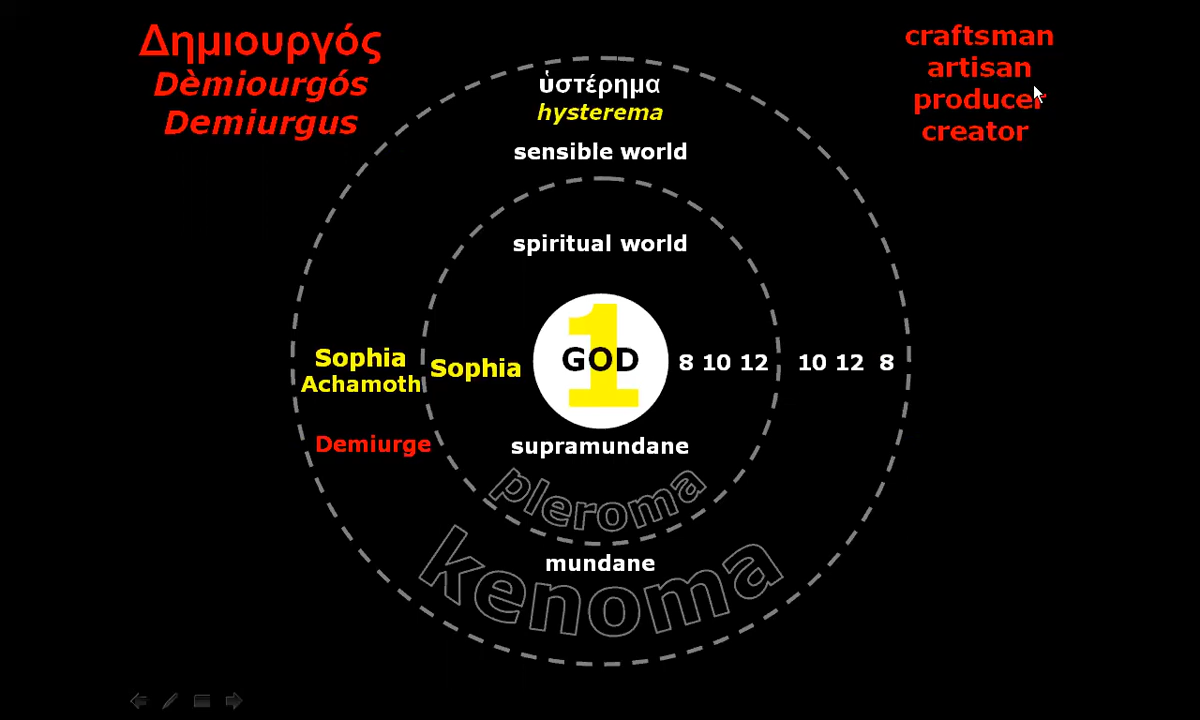 Δημιουργός
Dèmiourgós
Demiurgus
craftsman
artisan
producer
creator
ὑστέρημα
hysterema
sensible world
spiritual world
1
GOD
8 10 12
10 12 8
Sophia
Achamoth
Sophia
Demiurge
supramundane
pleroma
mundane
kenoma